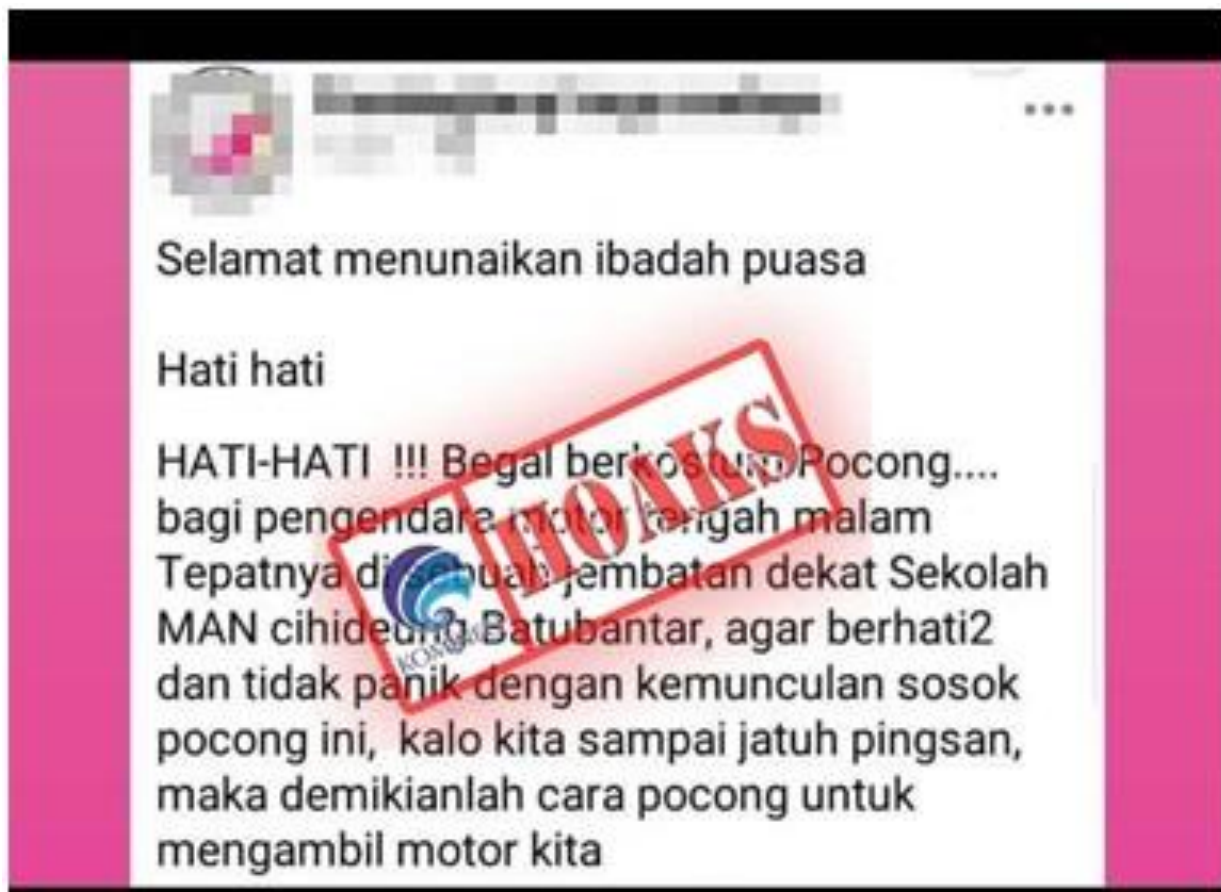 Selamat menunaikan ibadah puasa
Hati hati
HATI-HATI !!! Begal berkostum Pocong....
bagi pengendara motor tengah malam
Tepatnya di sebuah jembatan dekat Sekolah
MAN cihideung Batubantar, agar berhati2
dan tidak panik dengan kemunculan sosok
pocong ini, kalo kita sampai jatuh pingsan,
maka demikianlah cara pocong untuk
mengambil motor kita
HOAKS